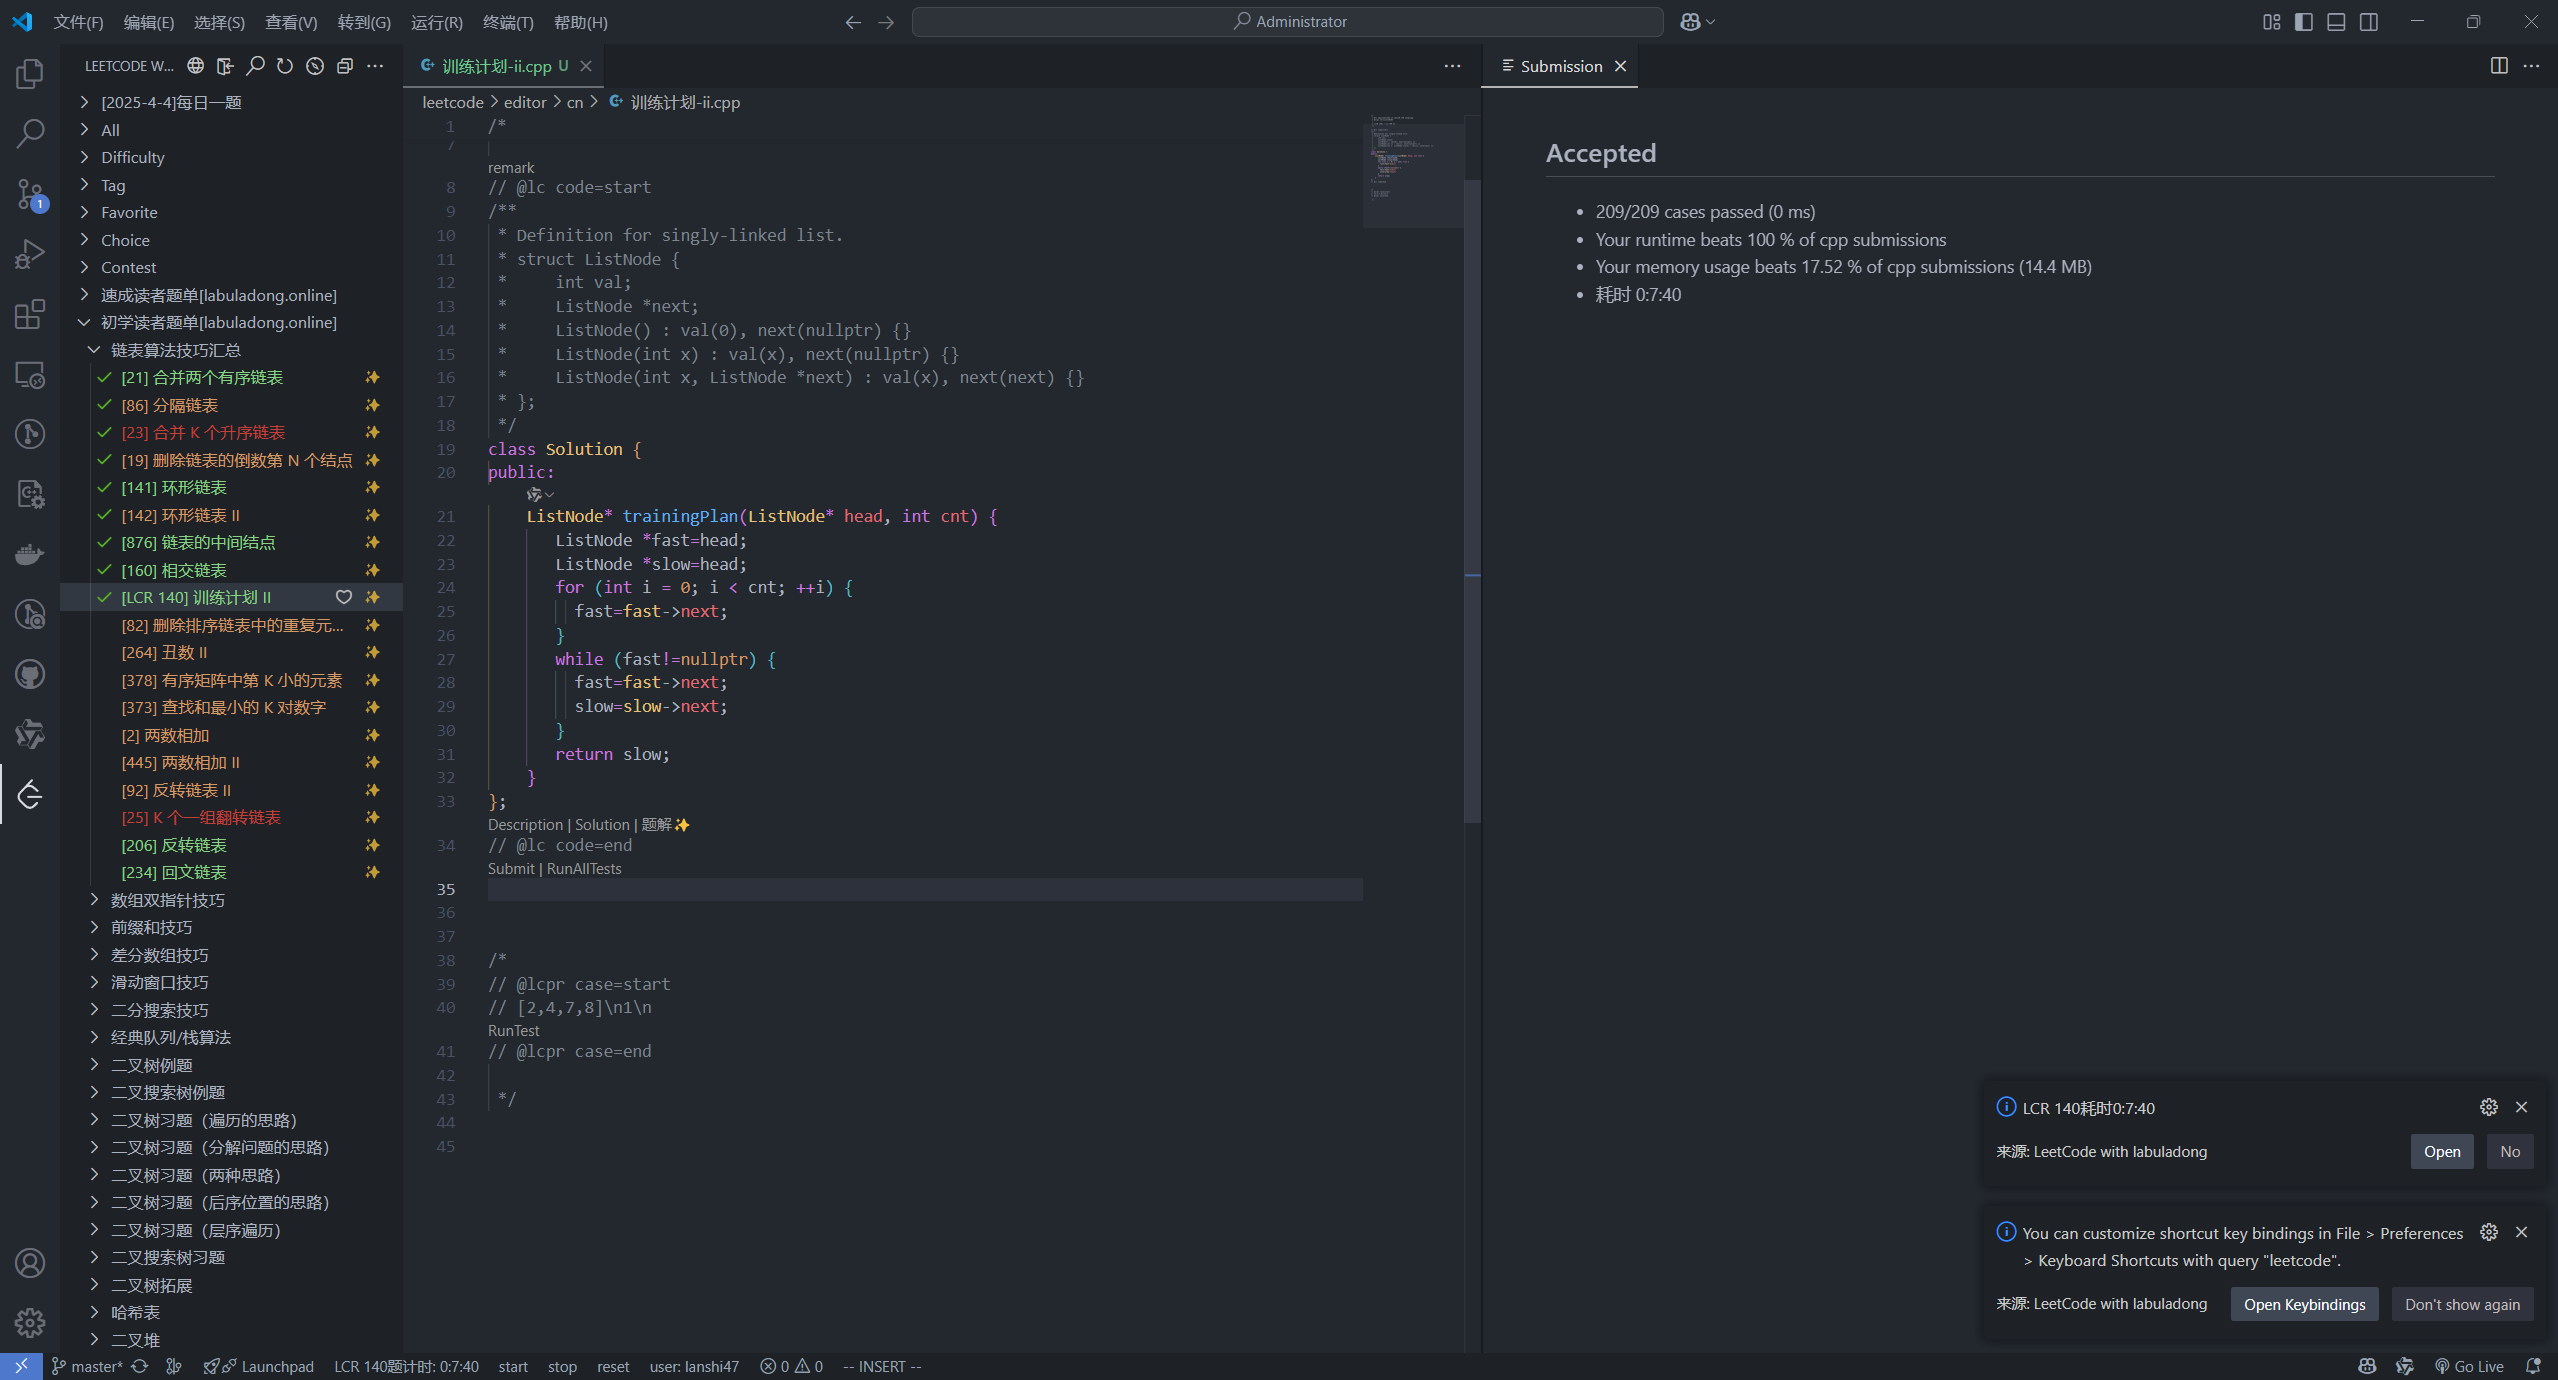 文件(F) 编辑(E) 选择(S) 查看(V) 转到(G) 运行(R) 终端(T) 帮助(H) Administrator
LEETCODE W...
[2025-4-4]每日一题
All
Difficulty
Tag
Favorite
Choice
Contest
速成读者题单[labuladong.online]
初学读者题单[labuladong.online]
链表算法技巧汇总
[21] 合并两个有序链表
[86] 分隔链表
[23] 合并 K 个升序链表
[19] 删除链表的倒数第 N 个结点
[141] 环形链表
[142] 环形链表 II
[876] 链表的中间结点
[160] 相交链表
[LCR 140] 训练计划 II
[82] 删除排序链表中的重复元...
[264] 丑数 II
[378] 有序矩阵中第 K 小的元素
[373] 查找和最小的 K 对数字
[2] 两数相加
[445] 两数相加 II
[92] 反转链表 II
[25] K 个一组翻转链表
[206] 反转链表
[234] 回文链表
数组双指针技巧
前缀和技巧
差分数组技巧
滑动窗口技巧
二分搜索技巧
经典队列/栈算法
二叉树例题
二叉搜索树例题
二叉树习题（遍历的思路）
二叉树习题（分解问题的思路）
二叉树习题（两种思路）
二叉树习题（后序位置的思路）
二叉树习题（层序遍历）
二叉搜索树习题
二叉树拓展
哈希表
二叉堆
1
训练计划-ii.cpp U
leetcode > editor > cn > 训练计划-ii.cpp
1 /*
7
remark
8 // @lc code=start
9 /**
10 * Definition for singly-linked list.
11 * struct ListNode {
12 *     int val;
13 *     ListNode *next;
14 *     ListNode() : val(0), next(nullptr) {}
15 *     ListNode(int x) : val(x), next(nullptr) {}
16 *     ListNode(int x, ListNode *next) : val(x), next(next) {}
17 * };
18 */
19 class Solution {
20 public:
21 ListNode* trainingPlan(ListNode* head, int cnt) {
22 ListNode *fast=head;
23 ListNode *slow=head;
24 for (int i = 0; i < cnt; ++i) {
25 fast=fast->next;
26 }
27 while (fast!=nullptr) {
28 fast=fast->next;
29 slow=slow->next;
30 }
31 return slow;
32 }
33 };
Description | Solution | 题解✨
34 // @lc code=end
Submit | RunAllTests
35
36
37
38 /*
39 // @lcpr case=start
40 // [2,4,7,8]\n1\n
RunTest
41 // @lcpr case=end
42
43 */
44
45
Submission
Accepted
• 209/209 cases passed (0 ms)
• Your runtime beats 100 % of cpp submissions
• Your memory usage beats 17.52 % of cpp submissions (14.4 MB)
• 耗时 0:7:40
LCR 140耗时0:7:40
来源: LeetCode with labuladong Open No
You can customize shortcut key bindings in File > Preferences
> Keyboard Shortcuts with query "leetcode".
来源: LeetCode with labuladong Open Keybindings Don't show again
master* Launchpad LCR 140题计时: 0:7:40 start stop reset user: lanshi47 0 0 -- INSERT -- Go Live